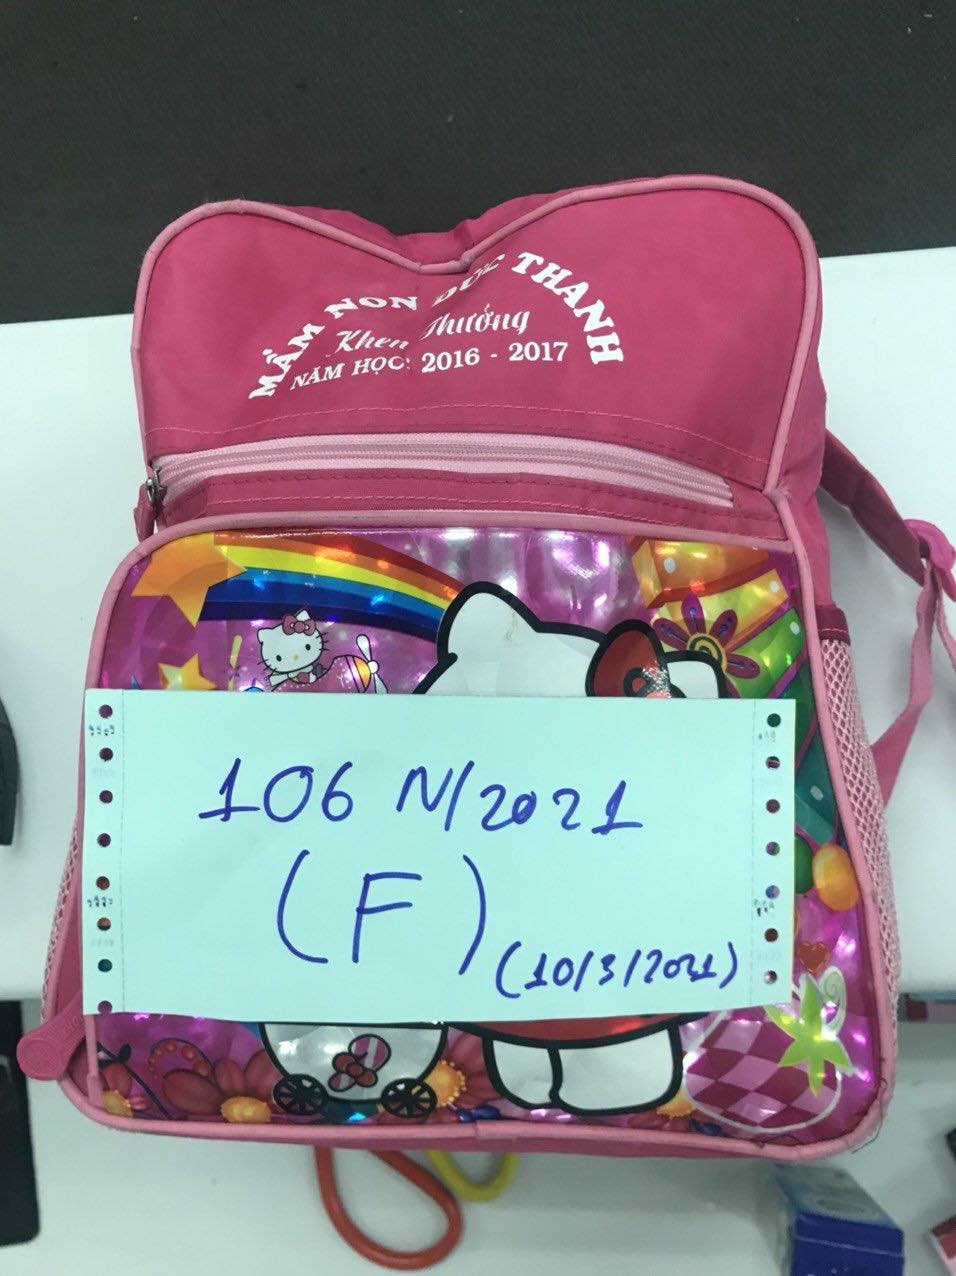 MẦM NON ĐỨC THANH
Khen Thưởng
NĂM HỌC: 2016 - 2017
106 N/2021
(F)
(10/3/2021)